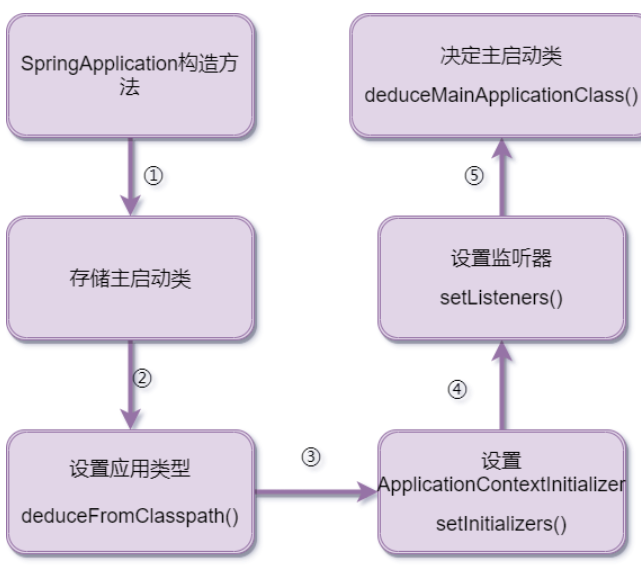 SpringApplication构造方
法
①
存储主启动类
②
设置应用类型
deduceFromClasspath()
③
设置
ApplicationContextInitializer
setInitializers()
④
设置监听器
setListeners()
⑤
决定主启动类
deduceMainApplicationClass()